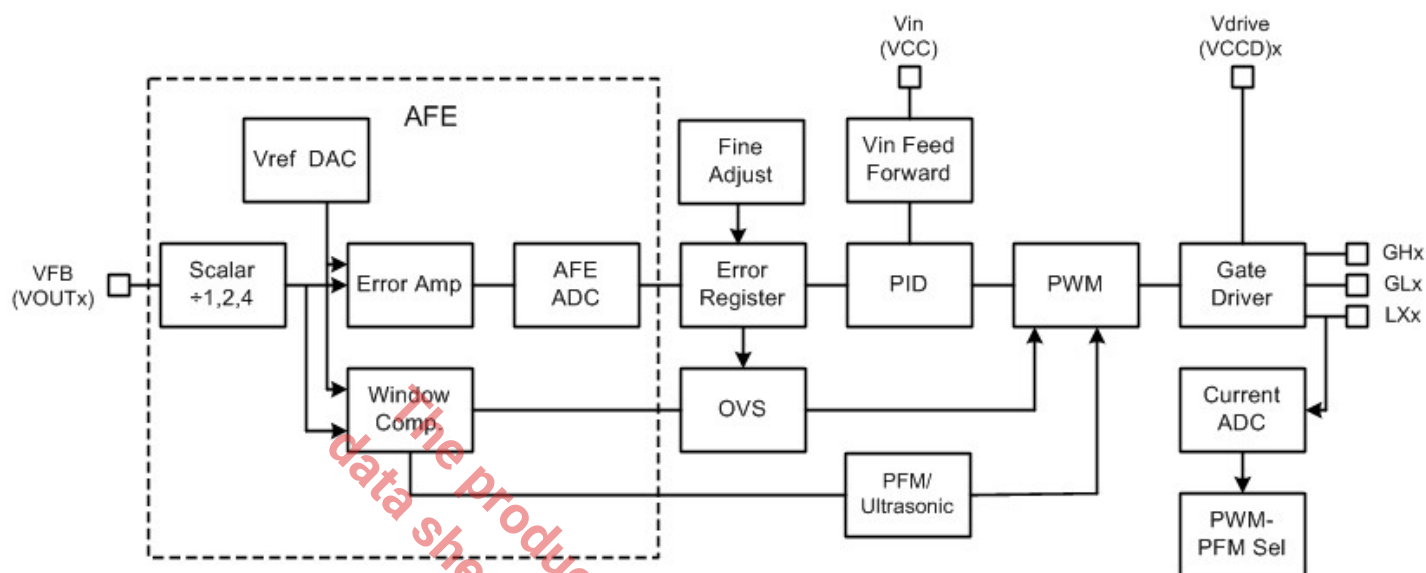 Vin
(VCC)
Vdrive
(VCCD)x
AFE
Vref DAC
Fine
Adjust
Vin Feed
Forward
VFB
(VOUTx)
Scalar
÷1,2,4
Error Amp
AFE
ADC
Error
Register
PID
PWM
Gate
Driver
GHx
GLx
LXx
Window
Comp.
OVS
Current
ADC
PFM/
Ultrasonic
PWM-
PFM Sel
The produc
data she